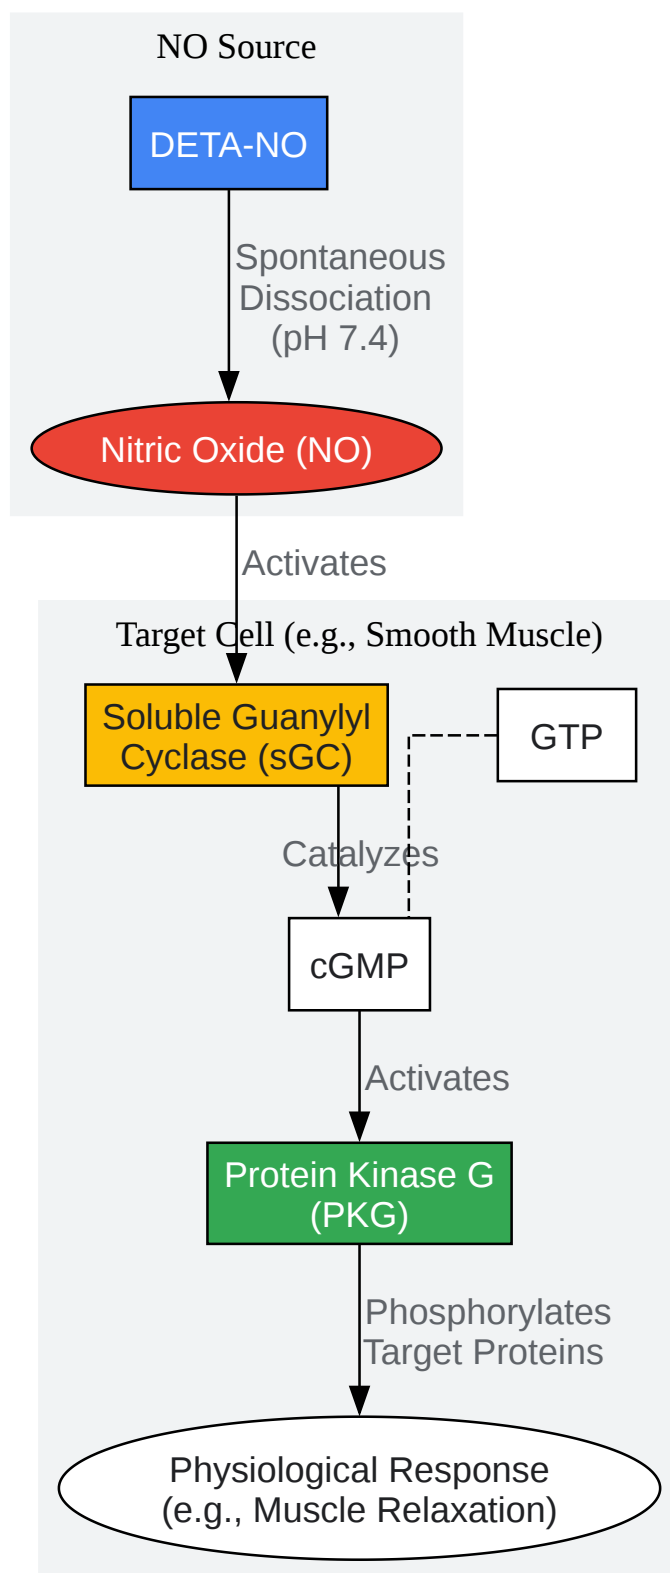 NO Source
DETA-NO
Spontaneous
Dissociation
(pH 7.4)
Nitric Oxide (NO)
Activates
Target Cell (e.g., Smooth Muscle)
Soluble Guanylyl
Cyclase (sGC)
GTP
Catalyzes
cGMP
Activates
Protein Kinase G
(PKG)
Phosphorylates
Target Proteins
Physiological Response
(e.g., Muscle Relaxation)